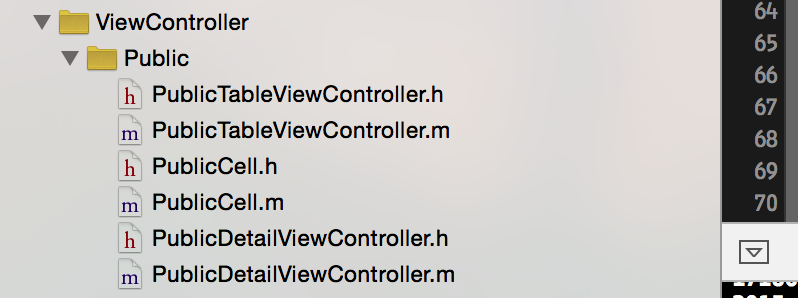 ViewController
Public
h PublicTableViewController.h
m PublicTableViewController.m
h PublicCell.h
m PublicCell.m
h PublicDetailViewController.h
m PublicDetailViewController.m
64
65
66
67
68
69
70